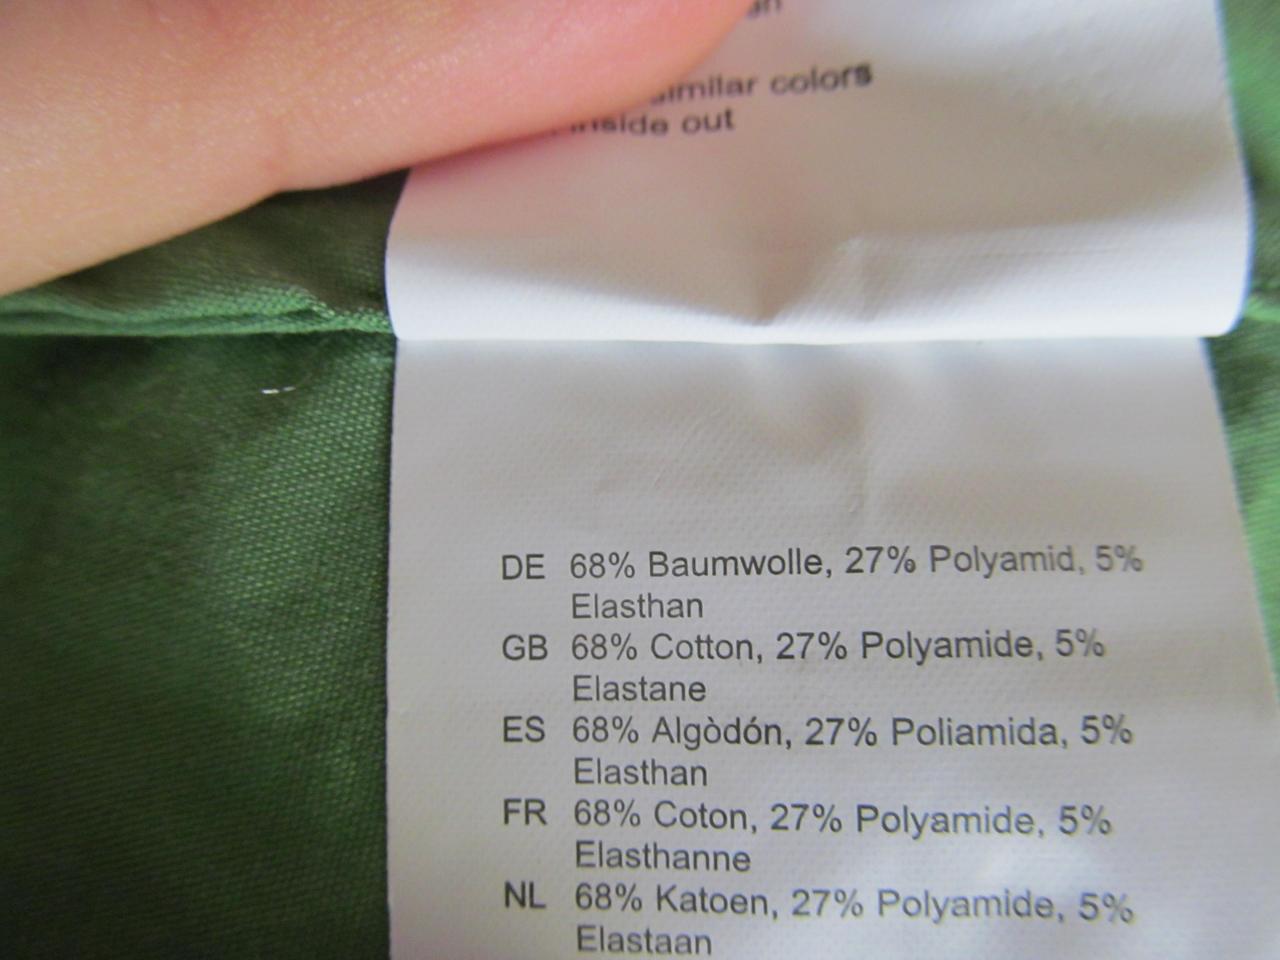 similar colors
inside out
DE 68% Baumwolle, 27% Polyamid, 5%
Elasthan
GB 68% Cotton, 27% Polyamide, 5%
Elastane
ES 68% Algòdón, 27% Poliamida, 5%
Elasthan
FR 68% Coton, 27% Polyamide, 5%
Elasthanne
NL 68% Katoen, 27% Polyamide, 5%
Elastaan